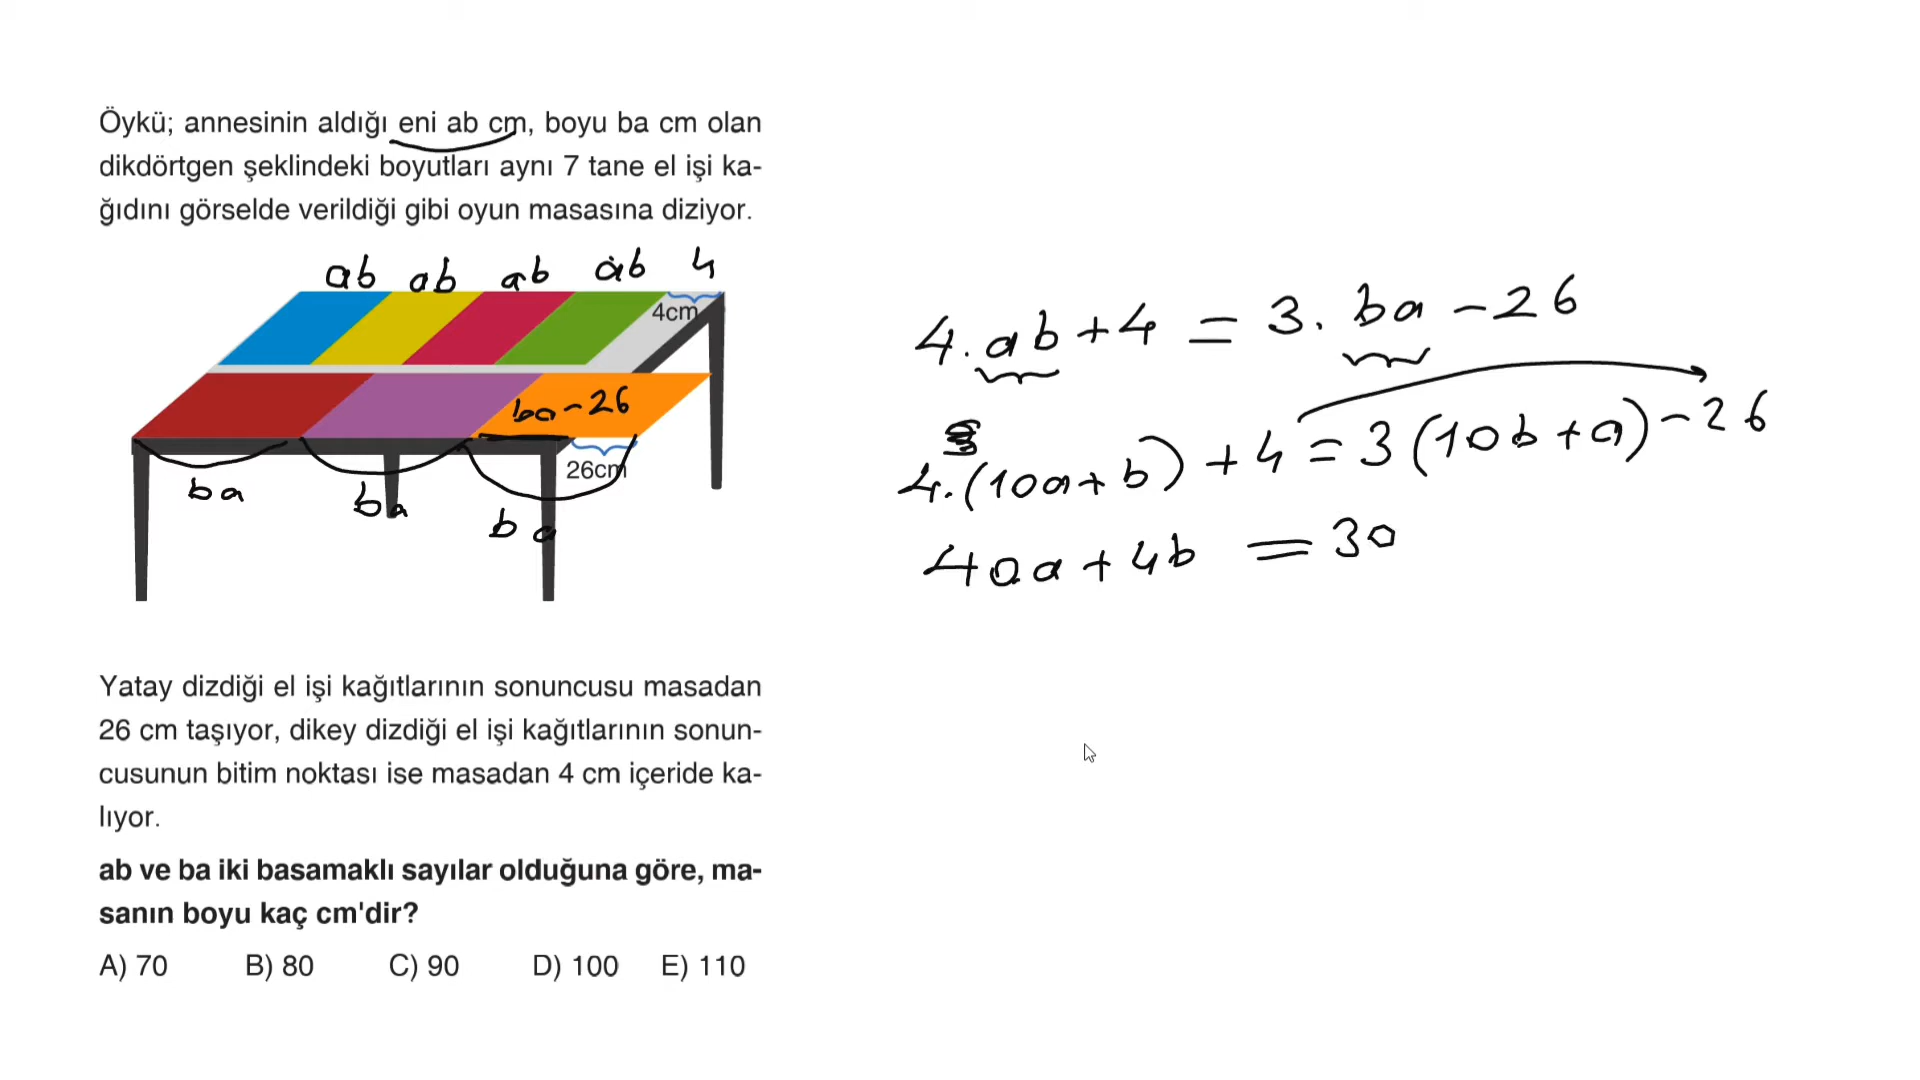 Öykü; annesinin aldığı eni ab cm, boyu ba cm olan
dikdörtgen şeklindeki boyutları aynı 7 tane el işi ka-
ğıdını görselde verildiği gibi oyun masasına diziyor.
ab ab ab ab 4
4cm
ba-26
26cm
ba ba ba
4.ab+4 = 3.ba-26
4.(10a+b)+4=3(10b+a)-26
40a+4b = 30
Yatay dizdiği el işi kağıtlarının sonuncusu masadan
26 cm taşıyor, dikey dizdiği el işi kağıtlarının sonun-
cusunun bitim noktası ise masadan 4 cm içeride ka-
lıyor.
ab ve ba iki basamaklı sayılar olduğuna göre, ma-
sanın boyu kaç cm'dir?
A) 70 B) 80 C) 90 D) 100 E) 110